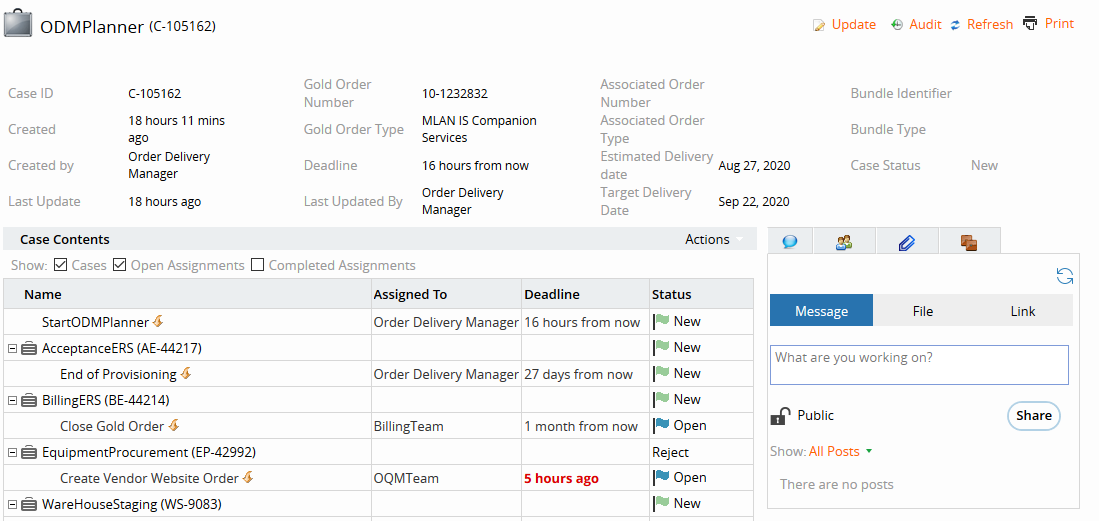 ODMPlanner (C-105162)
Update Audit Refresh Print
Case ID C-105162 Gold Order Number 10-1232832 Associated Order Number Bundle Identifier
Created 18 hours 11 mins ago Gold Order Type MLAN IS Companion Services Associated Order Type Bundle Type
Created by Order Delivery Manager Deadline 16 hours from now Estimated Delivery date Aug 27, 2020 Case Status New
Last Update 18 hours ago Last Updated By Order Delivery Manager Target Delivery Date Sep 22, 2020
Case Contents Actions
Show: Cases Open Assignments Completed Assignments
Name Assigned To Deadline Status
StartODMPlanner Order Delivery Manager 16 hours from now New
AcceptanceERS (AE-44217) New
End of Provisioning Order Delivery Manager 27 days from now New
BillingERS (BE-44214) New
Close Gold Order BillingTeam 1 month from now Open
EquipmentProcurement (EP-42992) Reject
Create Vendor Website Order OQMTeam 5 hours ago Open
WareHouseStaging (WS-9083) New
Message File Link
What are you working on?
Public Share
Show: All Posts
There are no posts